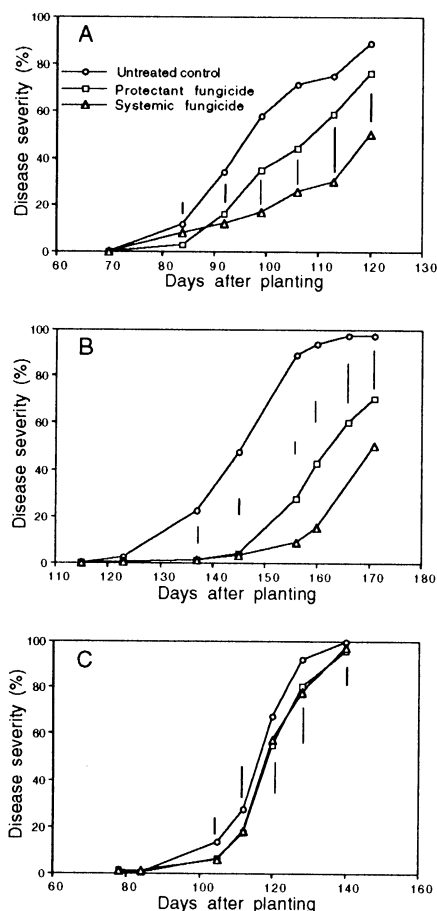 A
Untreated control
Protectant fungicide
Systemic fungicide
Disease severity (%)
100
80
60
40
20
0
60 70 80 90 100 110 120 130
Days after planting
B
Disease severity (%)
100
80
60
40
20
0
110 120 130 140 150 160 170 180
Days after planting
C
Disease severity (%)
100
80
60
40
20
0
60 80 100 120 140 160
Days after planting